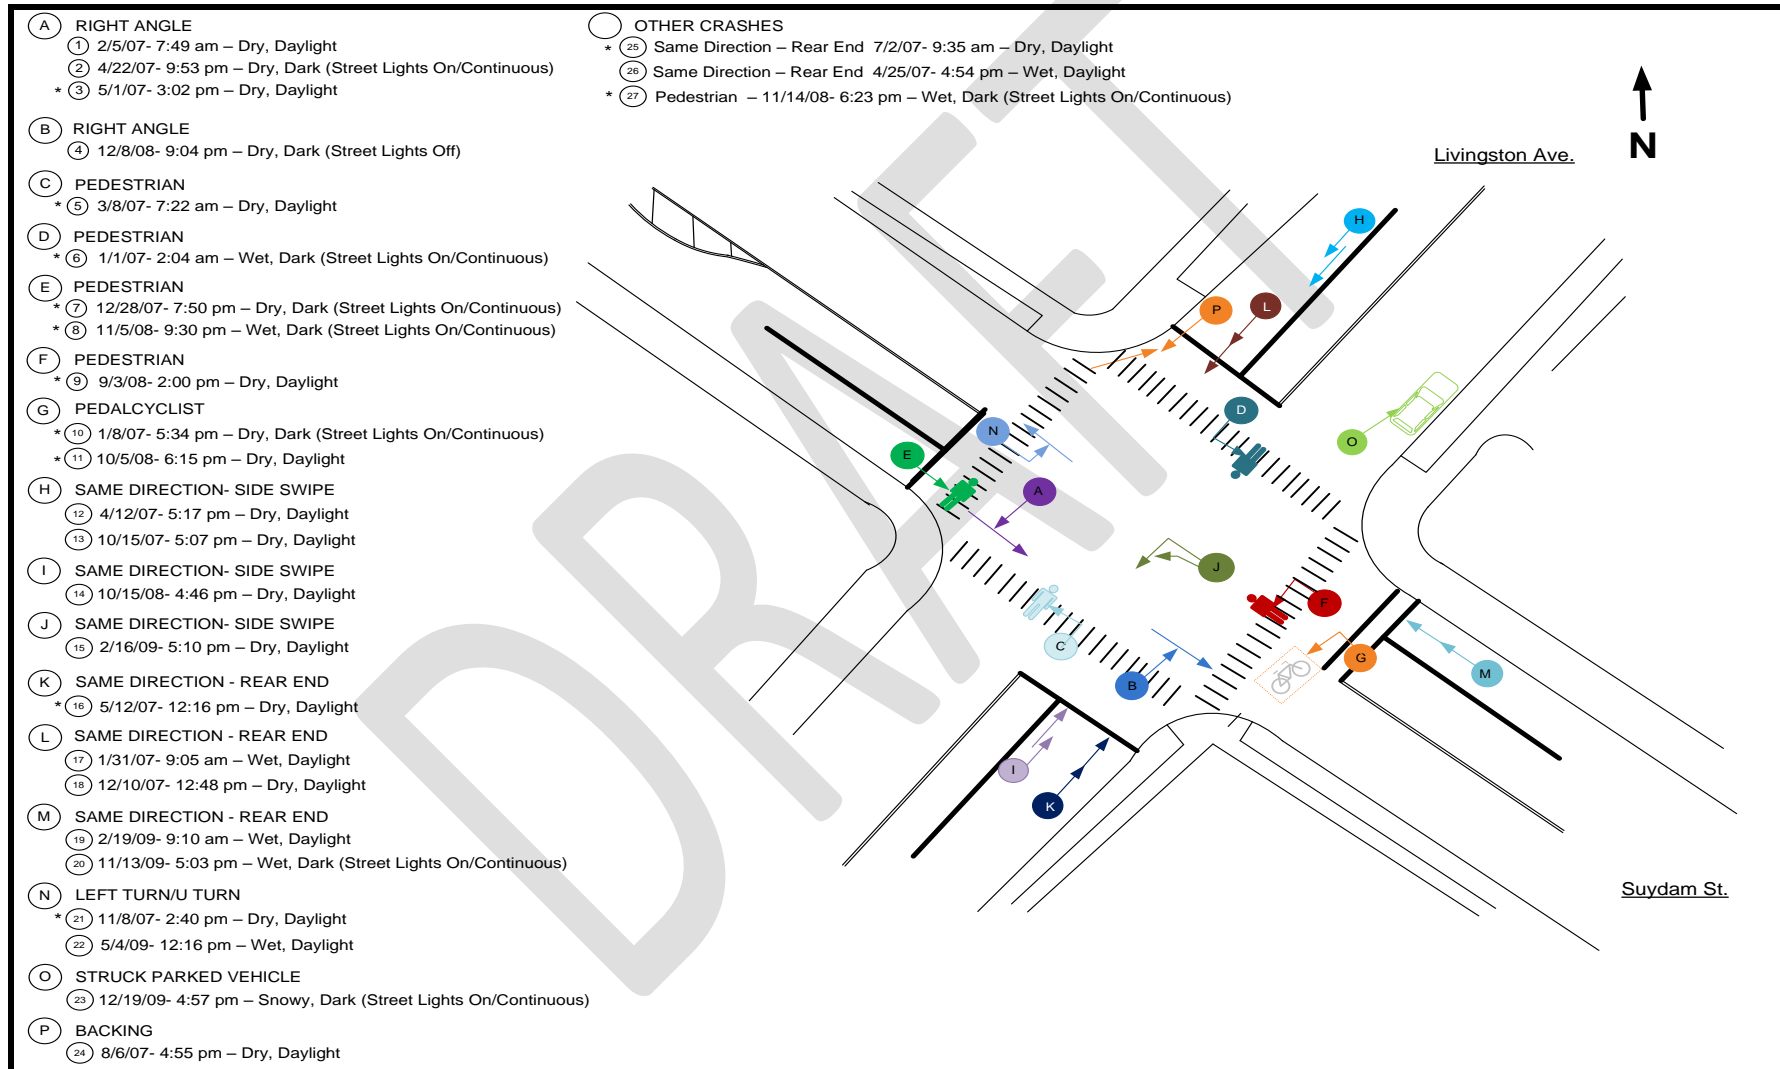 A RIGHT ANGLE
1 2/5/07- 7:49 am – Dry, Daylight
2 4/22/07- 9:53 pm – Dry, Dark (Street Lights On/Continuous)
* 3 5/1/07- 3:02 pm – Dry, Daylight
B RIGHT ANGLE
4 12/8/08- 9:04 pm – Dry, Dark (Street Lights Off)
C PEDESTRIAN
* 5 3/8/07- 7:22 am – Dry, Daylight
D PEDESTRIAN
* 6 1/1/07- 2:04 am – Wet, Dark (Street Lights On/Continuous)
E PEDESTRIAN
* 7 12/28/07- 7:50 pm – Dry, Dark (Street Lights On/Continuous)
* 8 11/5/08- 9:30 pm – Wet, Dark (Street Lights On/Continuous)
F PEDESTRIAN
* 9 9/3/08- 2:00 pm – Dry, Daylight
G PEDALCYCLIST
* 10 1/8/07- 5:34 pm – Dry, Dark (Street Lights On/Continuous)
* 11 10/5/08- 6:15 pm – Dry, Daylight
H SAME DIRECTION- SIDE SWIPE
12 4/12/07- 5:17 pm – Dry, Daylight
13 10/15/07- 5:07 pm – Dry, Daylight
I SAME DIRECTION- SIDE SWIPE
14 10/15/08- 4:46 pm – Dry, Daylight
J SAME DIRECTION- SIDE SWIPE
15 2/16/09- 5:10 pm – Dry, Daylight
K SAME DIRECTION - REAR END
* 16 5/12/07- 12:16 pm – Dry, Daylight
L SAME DIRECTION - REAR END
17 1/31/07- 9:05 am – Wet, Daylight
18 12/10/07- 12:48 pm – Dry, Daylight
M SAME DIRECTION - REAR END
19 2/19/09- 9:10 am – Wet, Daylight
20 11/13/09- 5:03 pm – Wet, Dark (Street Lights On/Continuous)
N LEFT TURN/U TURN
* 21 11/8/07- 2:40 pm – Dry, Daylight
22 5/4/09- 12:16 pm – Wet, Daylight
O STRUCK PARKED VEHICLE
23 12/19/09- 4:57 pm – Snowy, Dark (Street Lights On/Continuous)
P BACKING
24 8/6/07- 4:55 pm – Dry, Daylight
OTHER CRASHES
* 25 Same Direction – Rear End 7/2/07- 9:35 am – Dry, Daylight
26 Same Direction – Rear End 4/25/07- 4:54 pm – Wet, Daylight
* 27 Pedestrian – 11/14/08- 6:23 pm – Wet, Dark (Street Lights On/Continuous)
N
Livingston Ave.
H
P
L
D
N
O
E
A
J
F
C
G
M
B
I
K
Suydam St.
DRAFT